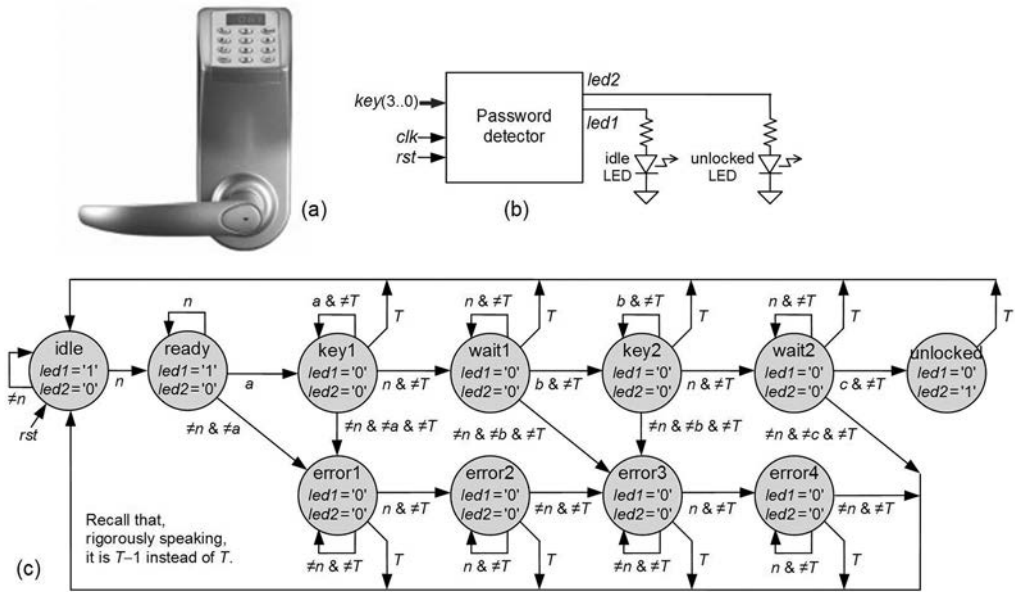 (a)
key(3..0)
clk
rst
Password
detector
led2
led1
idle
LED
unlocked
LED
(b)
n
a & ≠T
T
n & ≠T
T
b & ≠T
T
n & ≠T
T
T
idle
led1='1'
led2='0'
≠n
rst
n
ready
led1='1'
led2='0'
a
key1
led1='0'
led2='0'
n & ≠T
wait1
led1='0'
led2='0'
b & ≠T
key2
led1='0'
led2='0'
n & ≠T
wait2
led1='0'
led2='0'
c & ≠T
unlocked
led1='0'
led2='1'
≠n & ≠a
≠n & ≠a & ≠T
≠n & ≠b & ≠T
≠n & ≠b & ≠T
≠n & ≠c & ≠T
error1
led1='0'
led2='0'
n & ≠T
error2
led1='0'
led2='0'
≠n & ≠T
error3
led1='0'
led2='0'
n & ≠T
error4
led1='0'
led2='0'
≠n & ≠T
≠n & ≠T
T
n & ≠T
T
≠n & ≠T
T
n & ≠T
T
Recall that,
rigorously speaking,
it is T–1 instead of T.
(c)